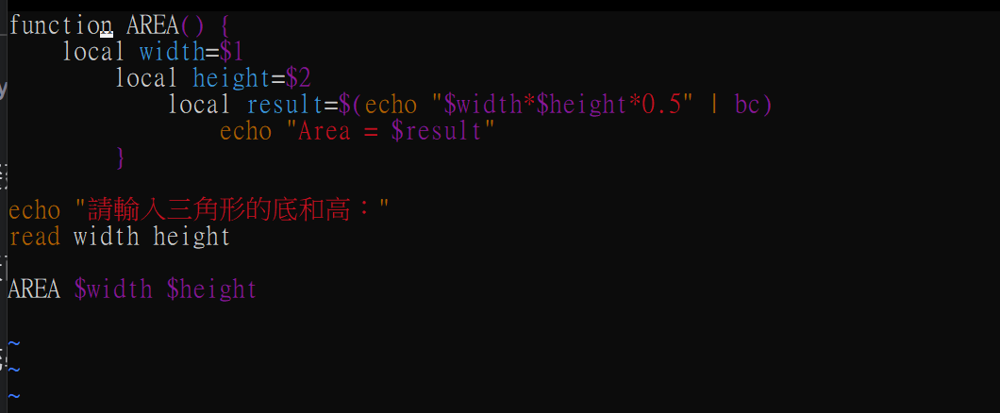 function AREA() {
local width=$1
local height=$2
local result=$(echo "$width*$height*0.5" | bc)
echo "Area = $result"
}
echo "請輸入三角形的底和高："
read width height
AREA $width $height
~
~
~